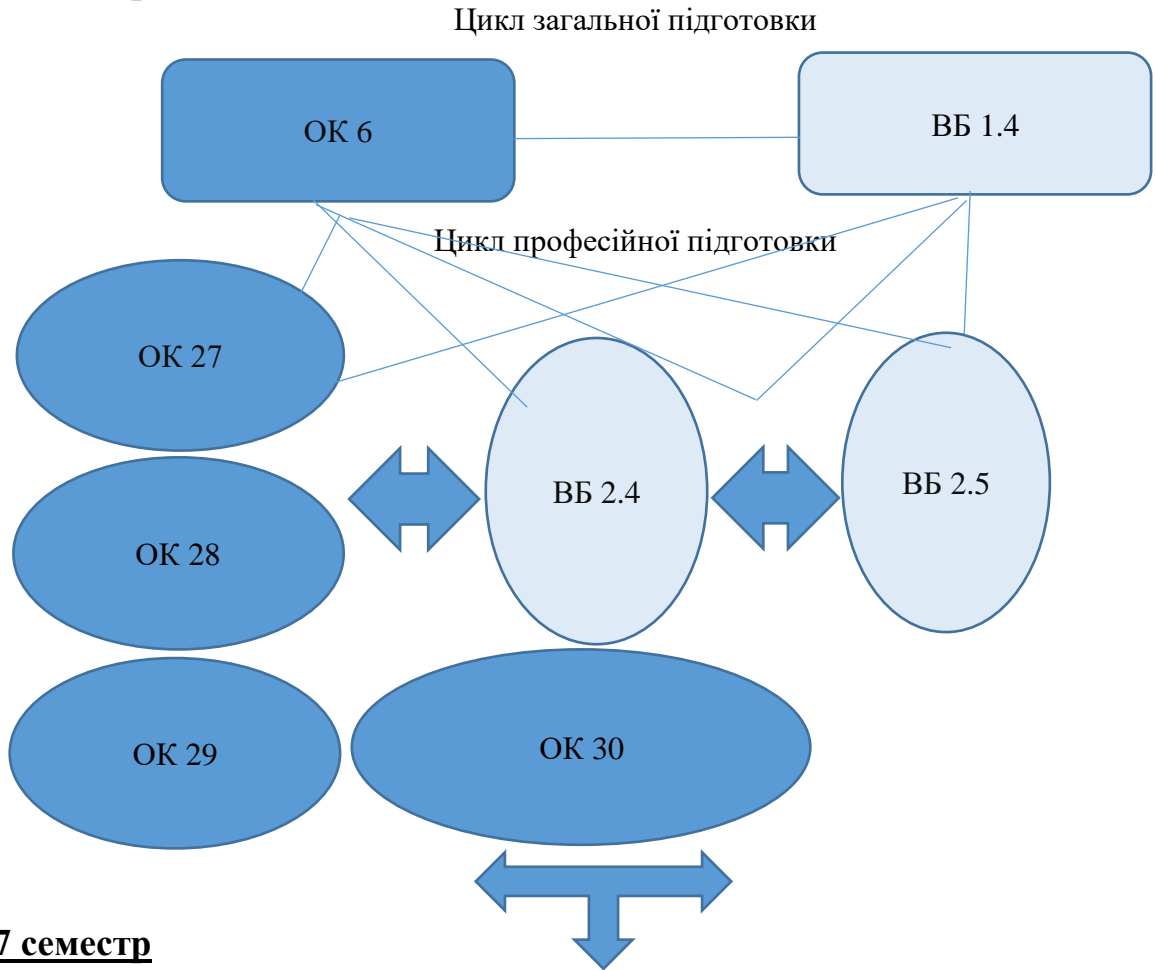 Цикл загальної підготовки
ОК 6
ВБ 1.4
Цикл професійної підготовки
ОК 27
ВБ 2.4
ВБ 2.5
ОК 28
ОК 29
ОК 30
7 семестр